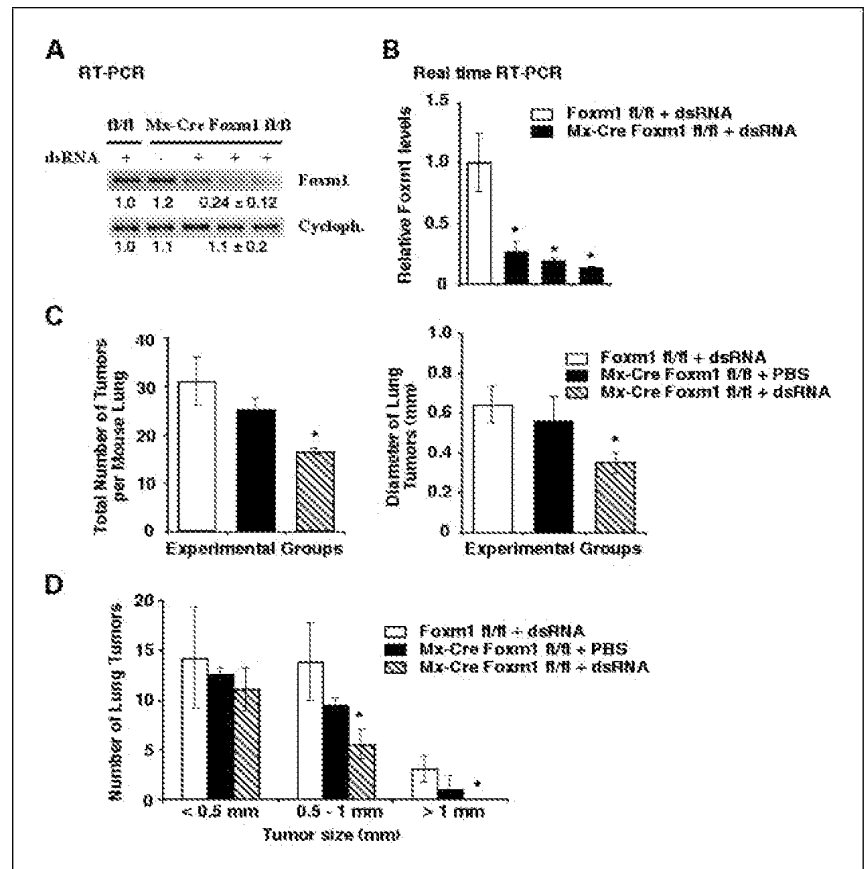 A
RT-PCR
fl/fl Mx-Cre Foxm1 fl/fl
dsRNA + - + + +
Foxm1
1.0 1.2 0.24 ± 0.12
Cycloph.
1.0 1.1 1.1 ± 0.2
B
Real time RT-PCR
Relative Foxm1 levels
1.5
1.0
0.5
0
Foxm1 fl/fl + dsRNA
Mx-Cre Foxm1 fl/fl + dsRNA
* * *
C
Total Number of Tumors
per Mouse Lung
40
30
20
10
0
*
Experimental Groups
Diameter of Lung
Tumors (mm)
1.0
0.8
0.6
0.4
0.2
0
Foxm1 fl/fl + dsRNA
Mx-Cre Foxm1 fl/fl + PBS
Mx-Cre Foxm1 fl/fl + dsRNA
*
Experimental Groups
D
Number of Lung Tumors
20
15
10
5
0
Foxm1 fl/fl + dsRNA
Mx-Cre Foxm1 fl/fl + PBS
Mx-Cre Foxm1 fl/fl + dsRNA
*
*
< 0.5 mm 0.5 - 1 mm > 1 mm
Tumor size (mm)